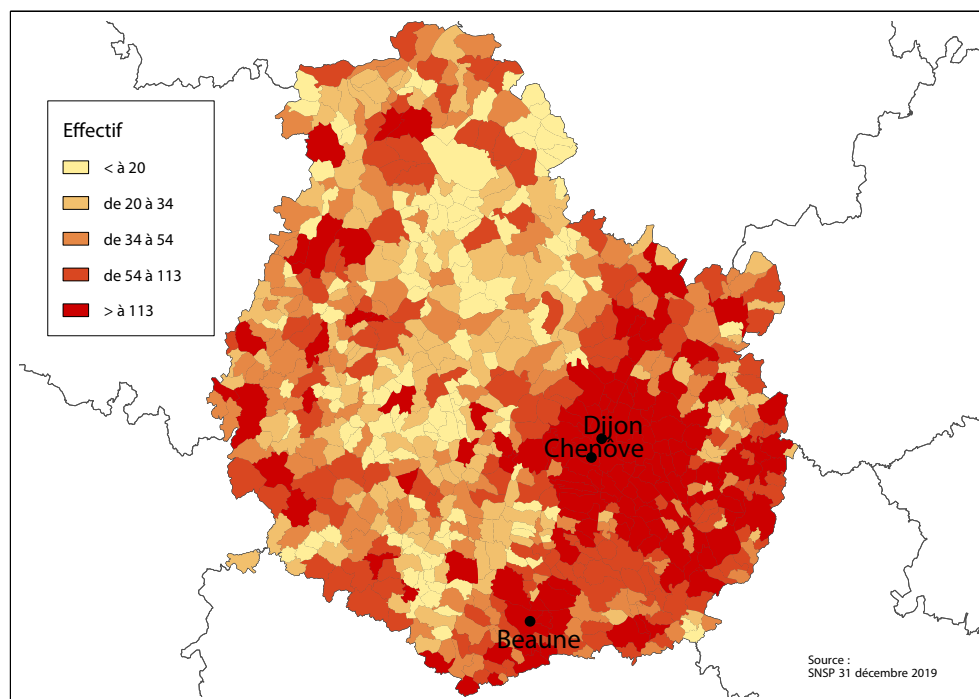 Effectif
< à 20
de 20 à 34
de 34 à 54
de 54 à 113
> à 113
Dijon
Chenôve
Beaune
Source :
SNSP 31 décembre 2019